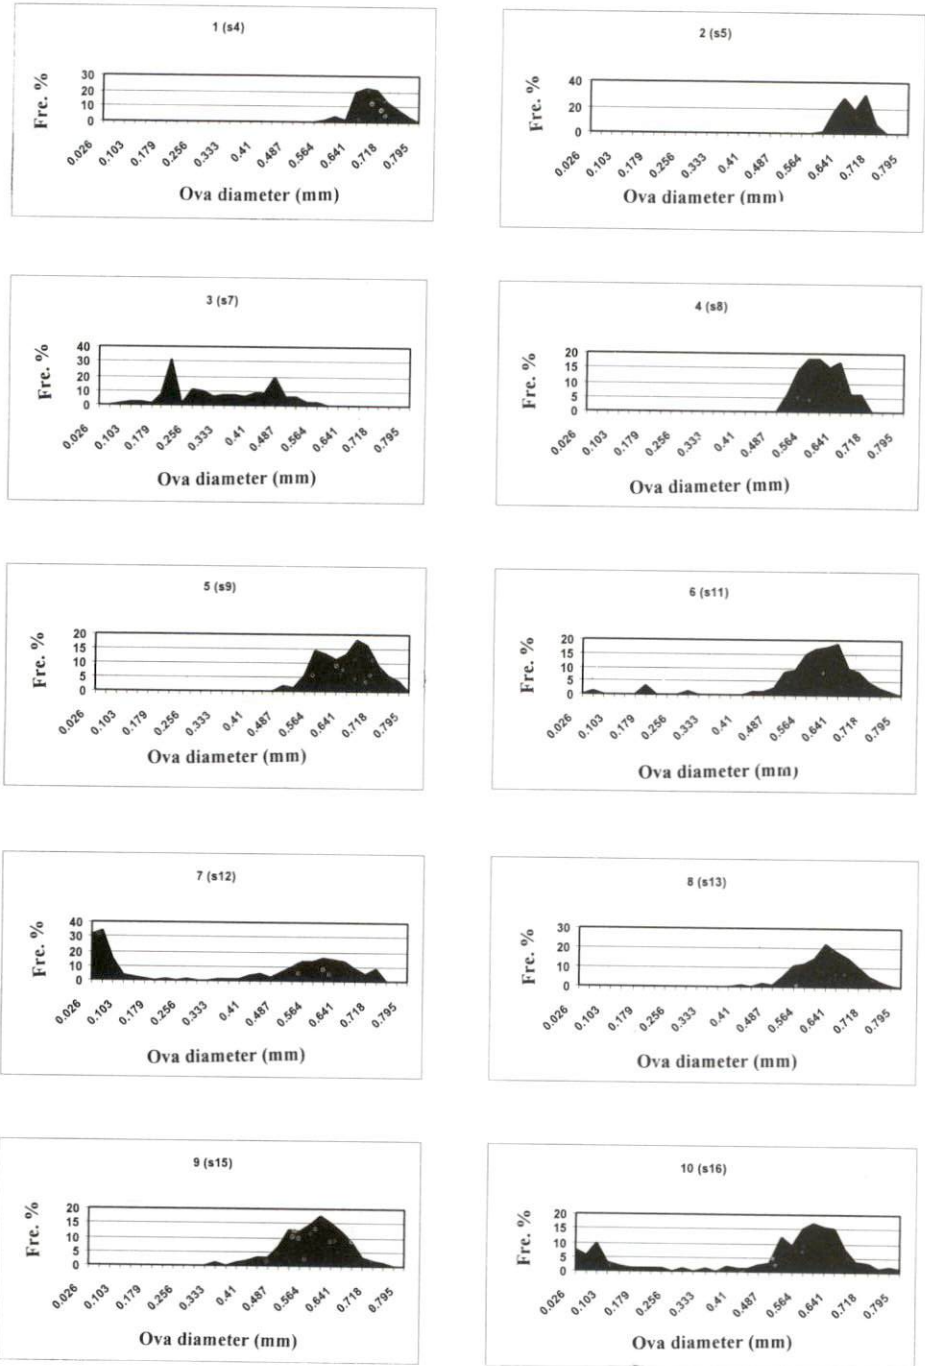 1 (s4)
Fre. %
30
20
10
0
0.026 0.103 0.179 0.256 0.333 0.41 0.487 0.564 0.641 0.718 0.795
Ova diameter (mm)
2 (s5)
Fre. %
40
20
0
0.026 0.103 0.179 0.256 0.333 0.41 0.487 0.564 0.641 0.718 0.795
Ova diameter (mm)
3 (s7)
Fre. %
40
30
20
10
0
0.026 0.103 0.179 0.256 0.333 0.41 0.487 0.564 0.641 0.718 0.795
Ova diameter (mm)
4 (s8)
Fre. %
20
15
10
5
0
0.026 0.103 0.179 0.256 0.333 0.41 0.487 0.564 0.641 0.718 0.795
Ova diameter (mm)
5 (s9)
Fre. %
20
15
10
5
0
0.026 0.103 0.179 0.256 0.333 0.41 0.487 0.564 0.641 0.718 0.795
Ova diameter (mm)
6 (s11)
Fre. %
20
15
10
5
0
0.026 0.103 0.179 0.256 0.333 0.41 0.487 0.564 0.641 0.718 0.795
Ova diameter (mm)
7 (s12)
Fre. %
40
30
20
10
0
0.026 0.103 0.179 0.256 0.333 0.41 0.487 0.564 0.641 0.718 0.795
Ova diameter (mm)
8 (s13)
Fre. %
30
20
10
0
0.026 0.103 0.179 0.256 0.333 0.41 0.487 0.564 0.641 0.718 0.795
Ova diameter (mm)
9 (s15)
Fre. %
20
15
10
5
0
0.026 0.103 0.179 0.256 0.333 0.41 0.487 0.564 0.641 0.718 0.795
Ova diameter (mm)
10 (s16)
Fre. %
20
15
10
5
0
0.026 0.103 0.179 0.256 0.333 0.41 0.487 0.564 0.641 0.718 0.795
Ova diameter (mm)